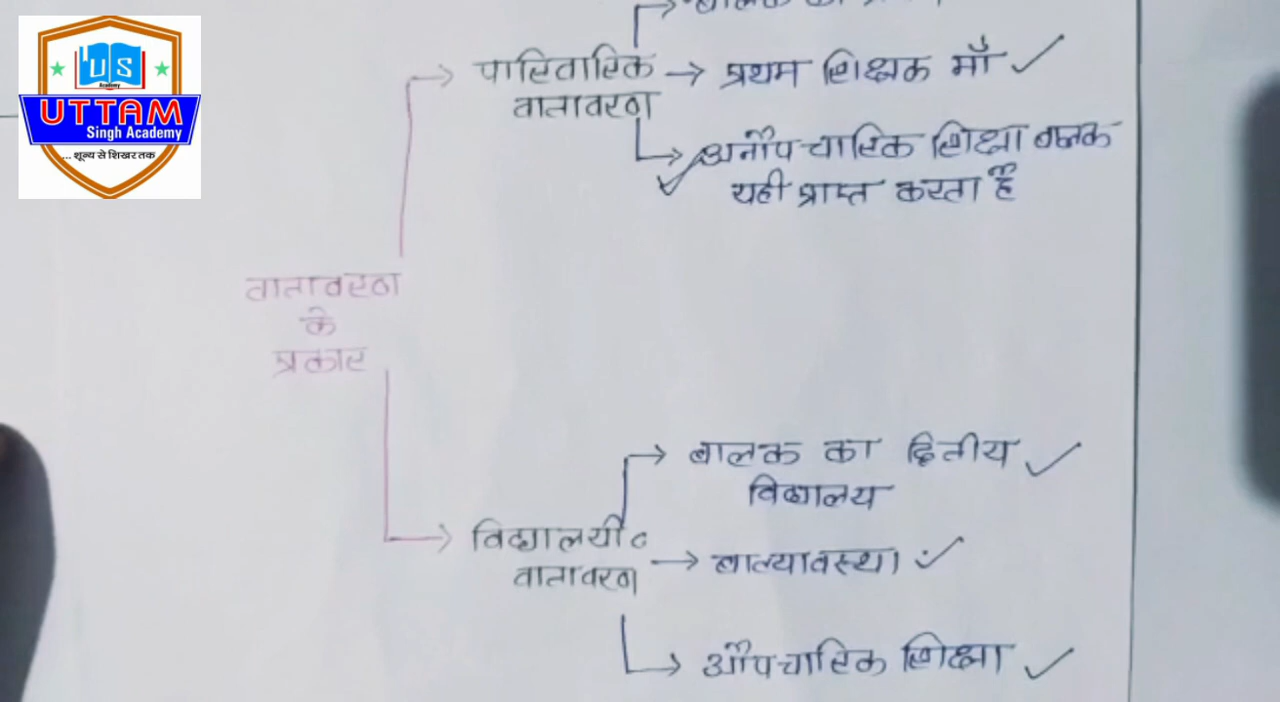 US
Academy
UTTAM
Singh Academy
... शून्य से शिखर तक
पारिवारिक
वातावरण
प्रथम शिक्षक माँ
अनौपचारिक शिक्षा बालक
यही प्राप्त करता है
वातावरण
के
प्रकार
बालक का द्वितीय
विद्यालय
विद्यालयी
वातावरण
बाल्यावस्था
औपचारिक शिक्षा